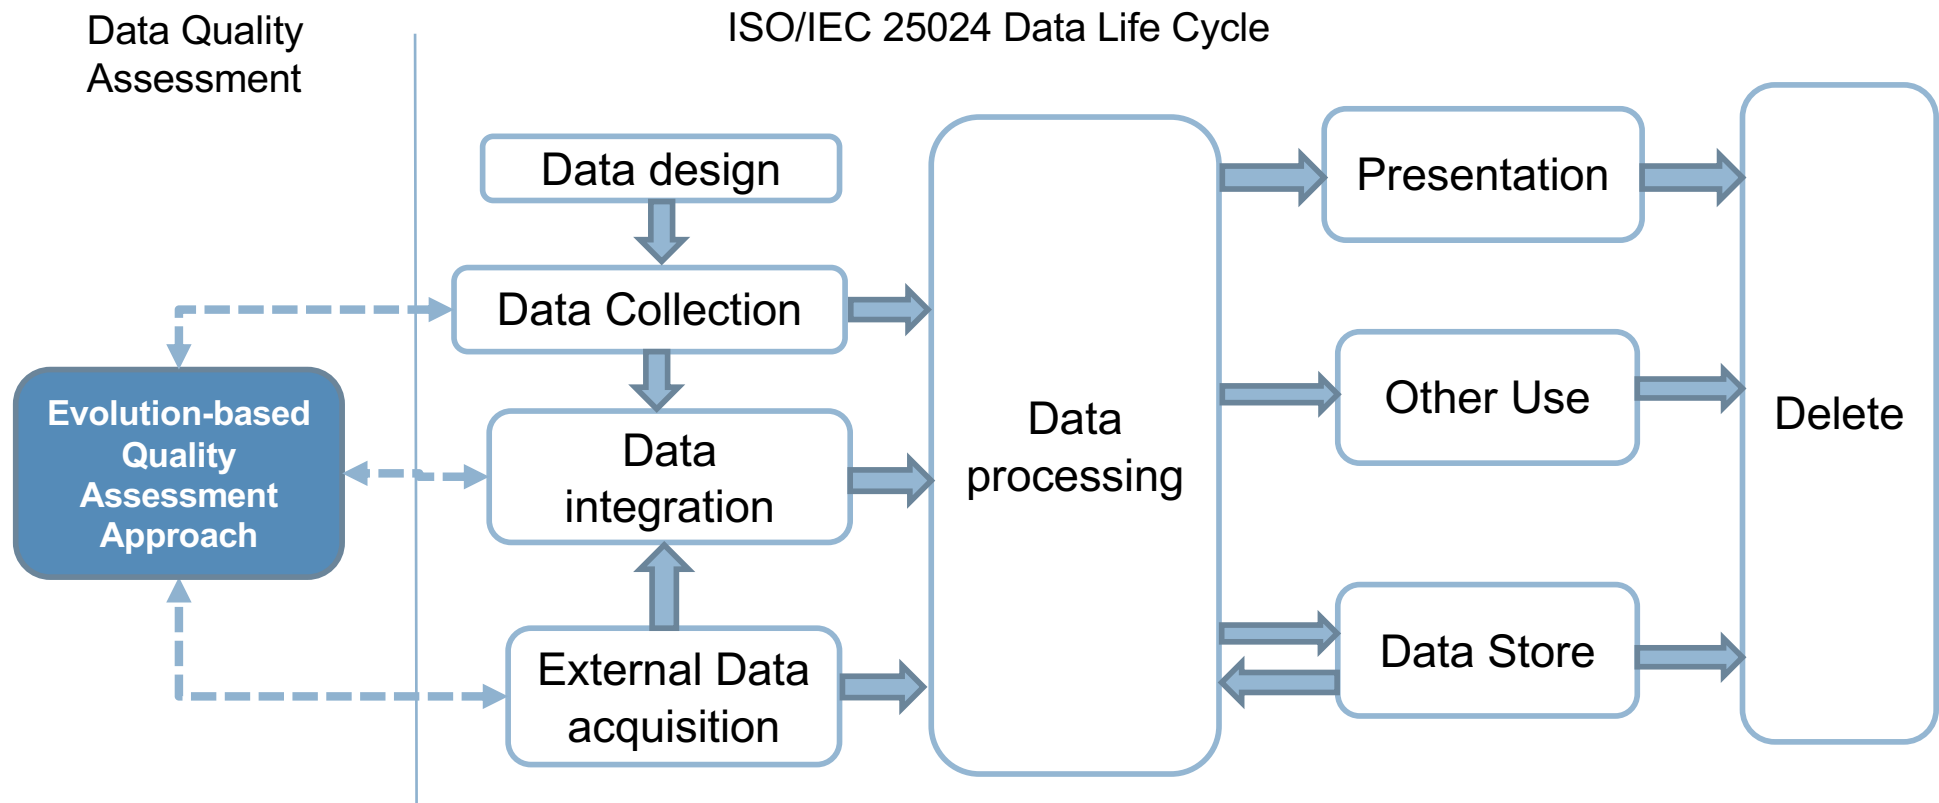 Data Quality
Assessment
ISO/IEC 25024 Data Life Cycle
Data design
Data Collection
Data
integration
External Data
acquisition
Evolution-based
Quality
Assessment
Approach
Data
processing
Presentation
Other Use
Data Store
Delete